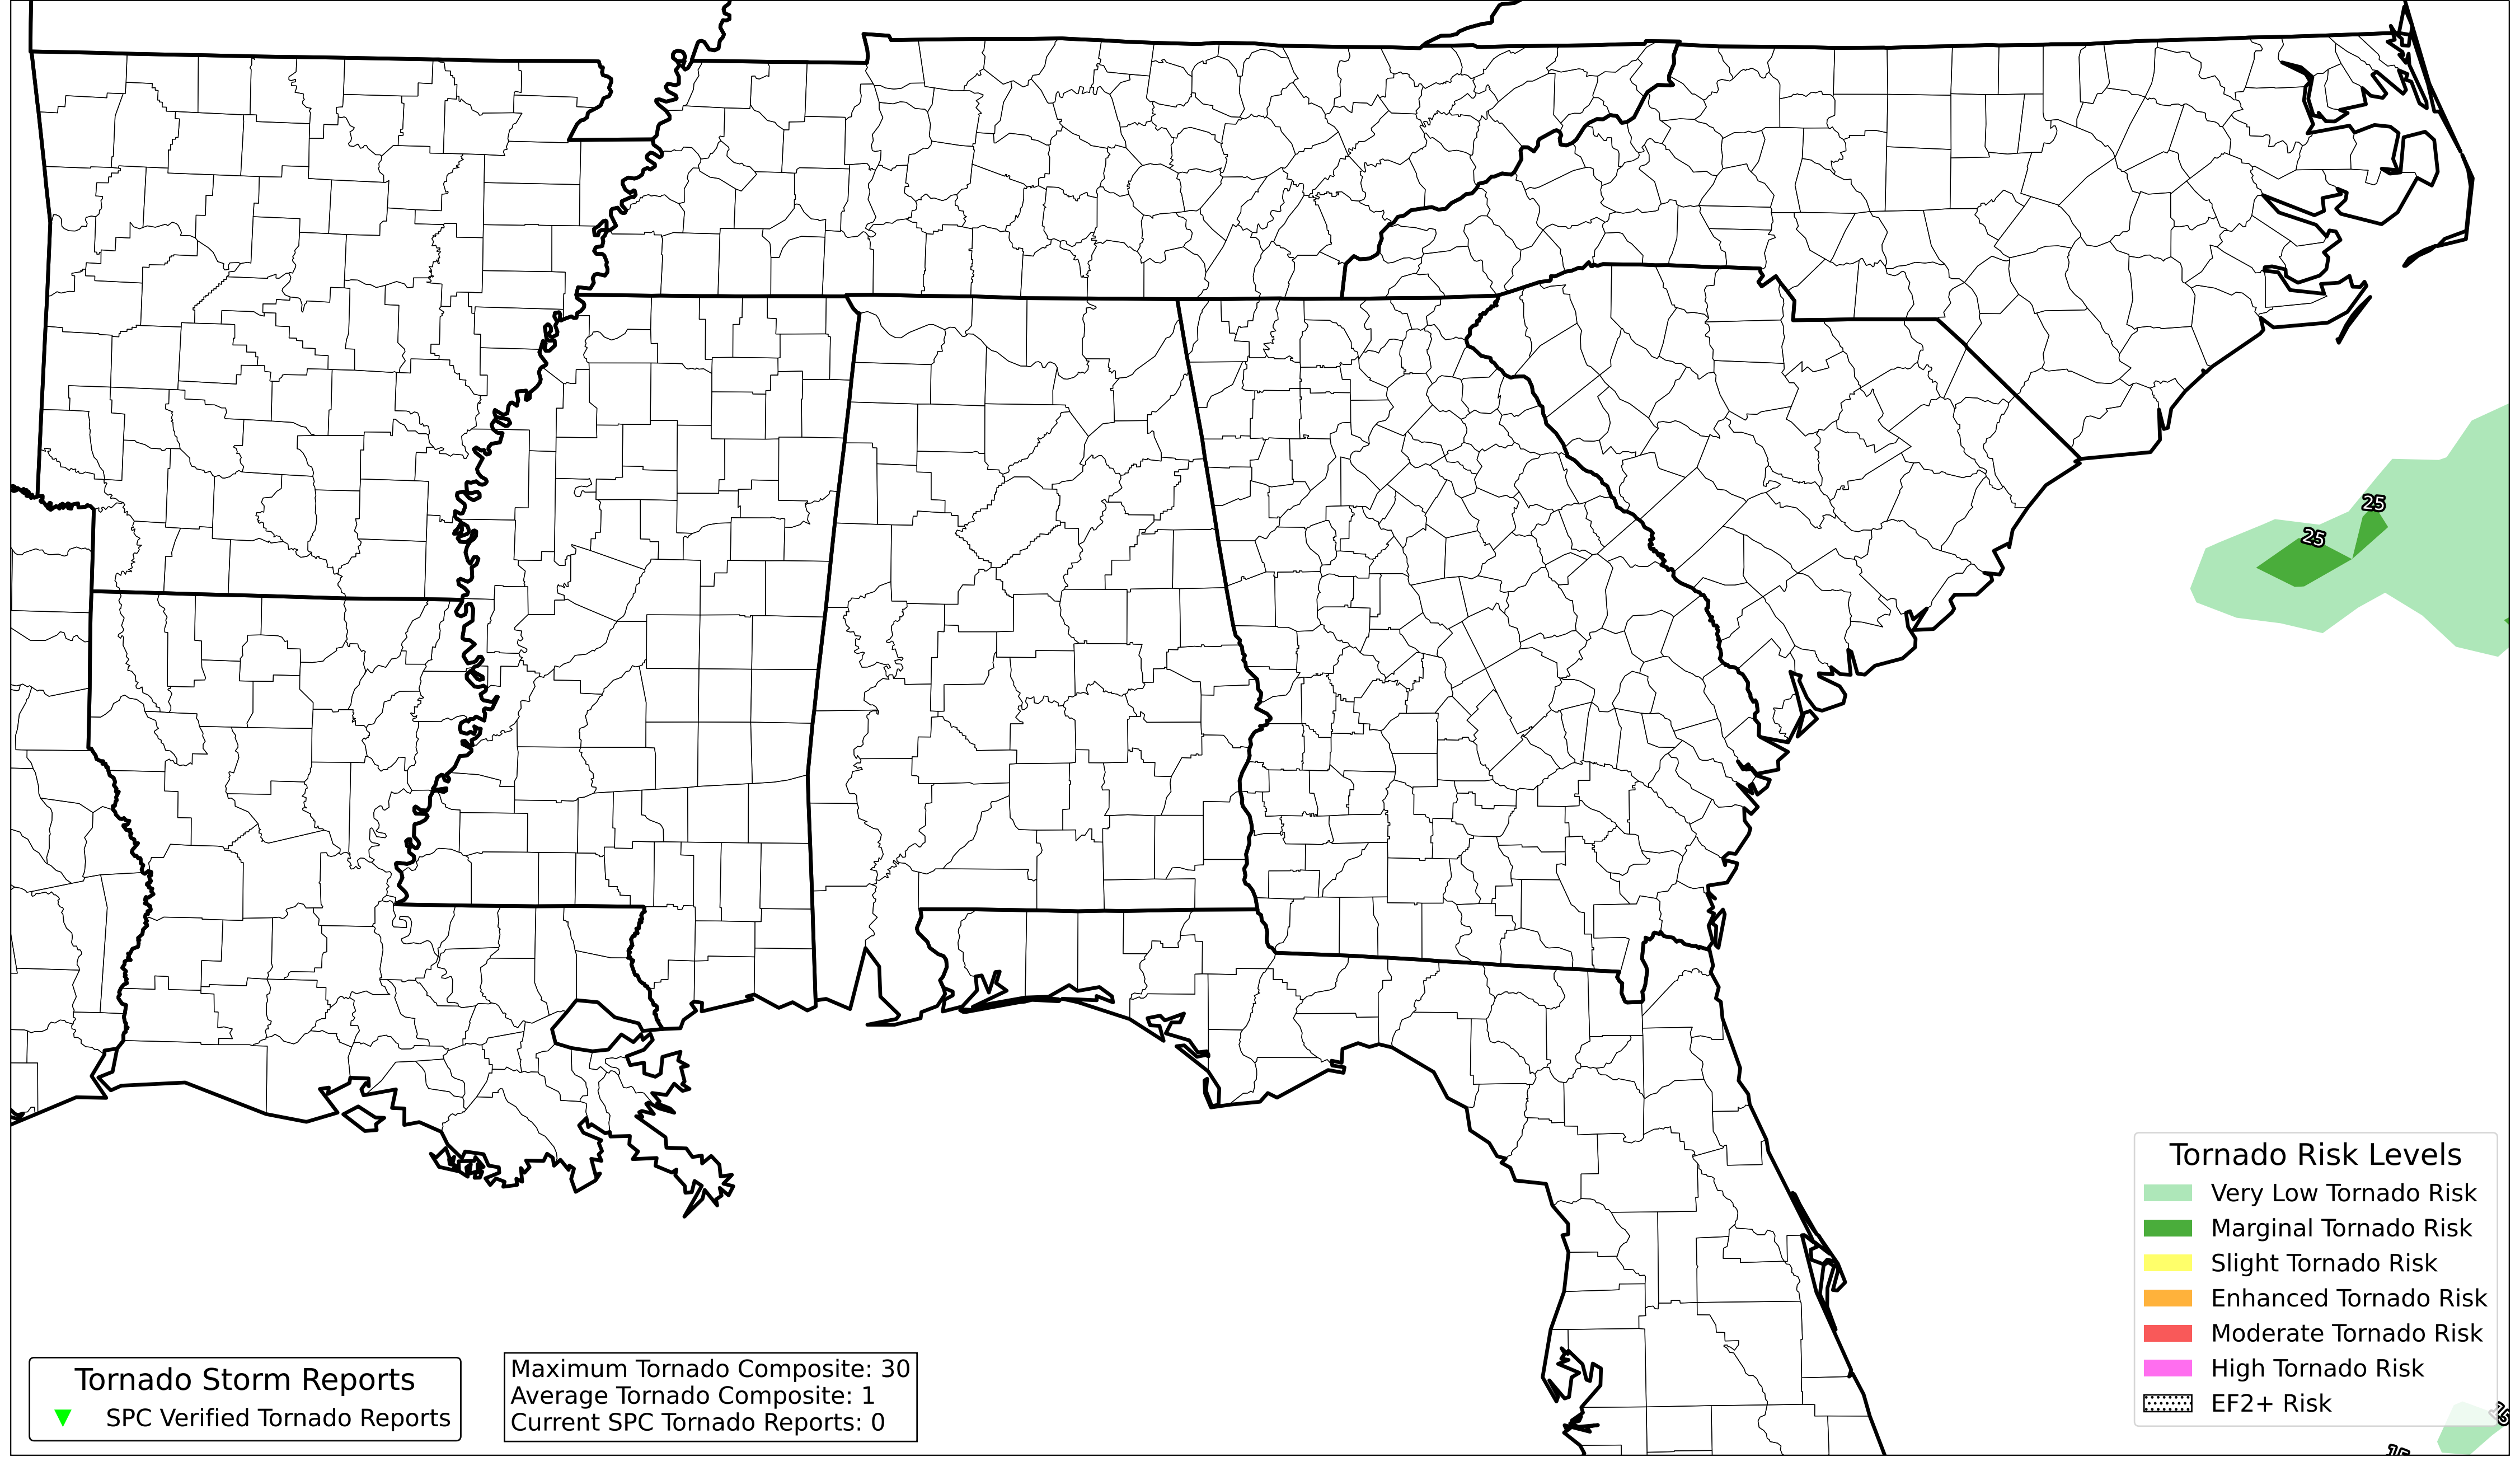 25
25
Tornado Risk Levels
Very Low Tornado Risk
Marginal Tornado Risk
Slight Tornado Risk
Enhanced Tornado Risk
Moderate Tornado Risk
High Tornado Risk
EF2+ Risk
Tornado Storm Reports
SPC Verified Tornado Reports
Maximum Tornado Composite: 30
Average Tornado Composite: 1
Current SPC Tornado Reports: 0